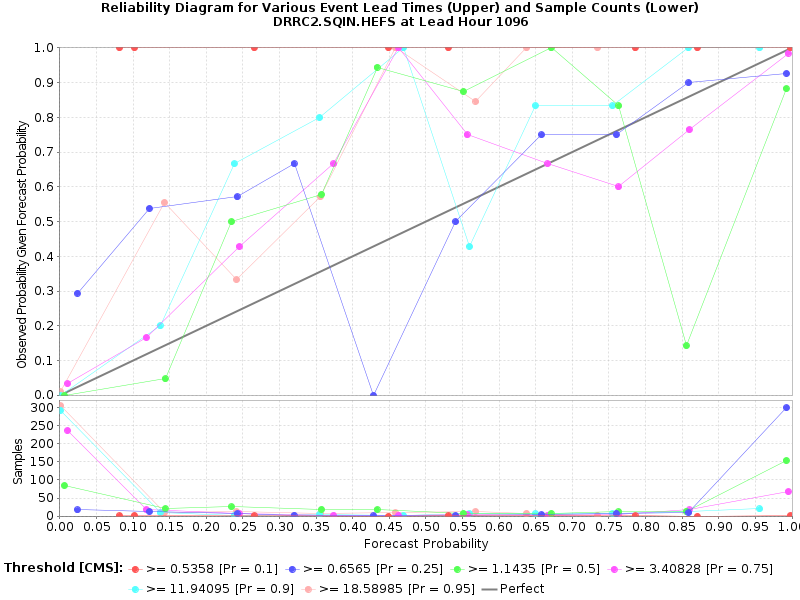 Reliability Diagram for Various Event Lead Times (Upper) and Sample Counts (Lower)
DRRC2.SQIN.HEFS at Lead Hour 1096
Observed Probability Given Forecast Probability
1.0
0.9
0.8
0.7
0.6
0.5
0.4
0.3
0.2
0.1
0.0
Samples
300
250
200
150
100
50
0
0.00 0.05 0.10 0.15 0.20 0.25 0.30 0.35 0.40 0.45 0.50 0.55 0.60 0.65 0.70 0.75 0.80 0.85 0.90 0.95 1.00
Forecast Probability
Threshold [CMS]: >= 0.5358 [Pr = 0.1] >= 0.6565 [Pr = 0.25] >= 1.1435 [Pr = 0.5] >= 3.40828 [Pr = 0.75]
>= 11.94095 [Pr = 0.9] >= 18.58985 [Pr = 0.95] Perfect